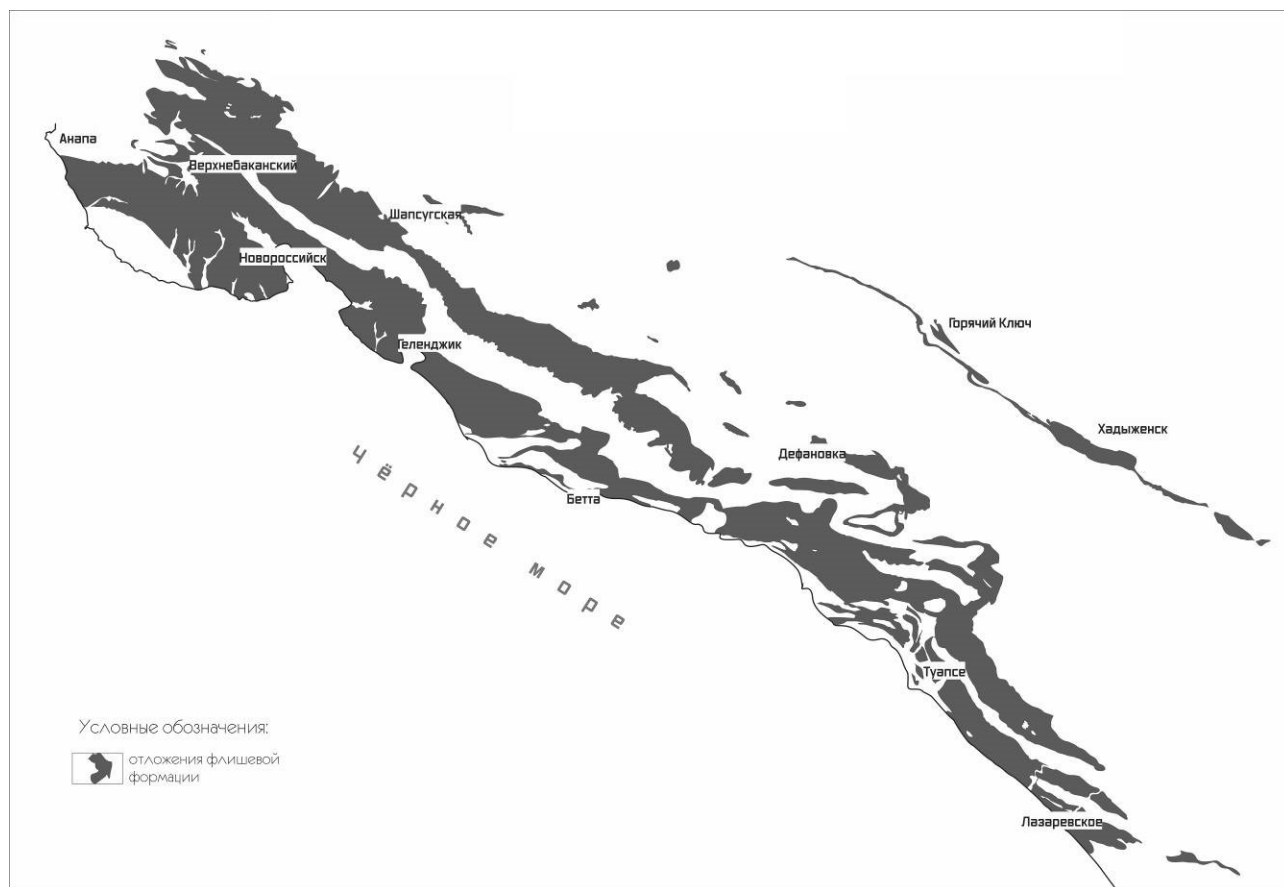 Анапа
Верхнебаканский
Шапсугская
Новороссийск
Горячий Ключ
Геленджик
Хадыженск
Дефановка
Бетта
Чёрное море
Туапсе
Условные обозначения:
отложения флишевой
формации
Лазаревское